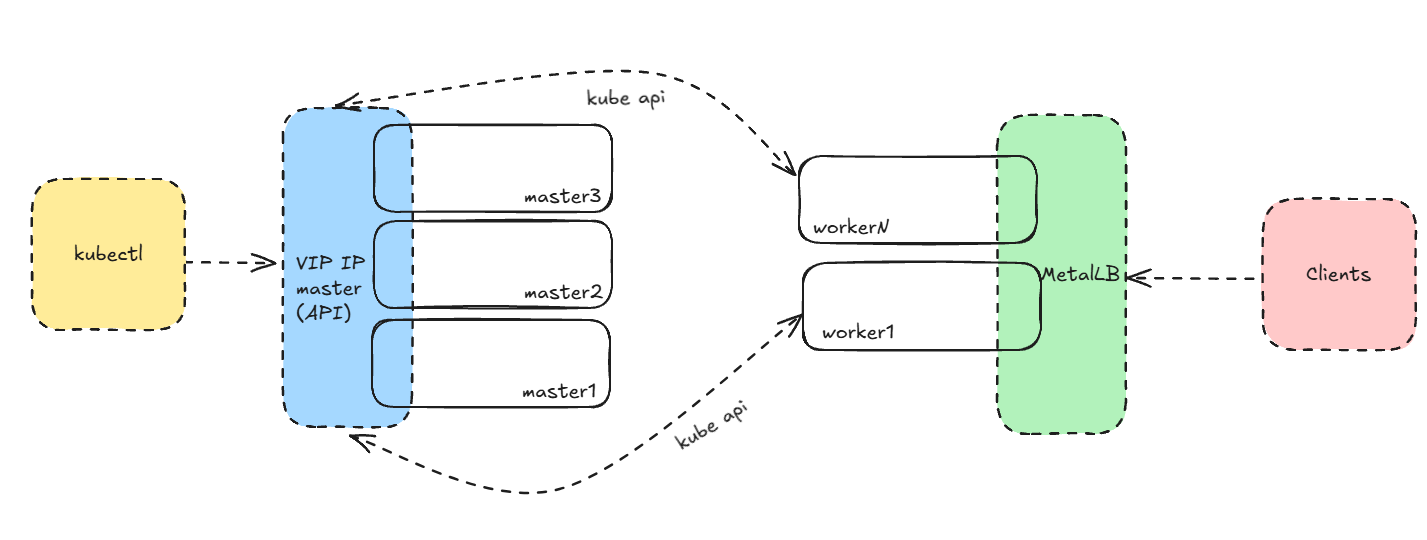 kube api
master3
workerN
kubectl
VIP IP
master
(API)
master2
MetalLB
Clients
worker1
master1
kube api